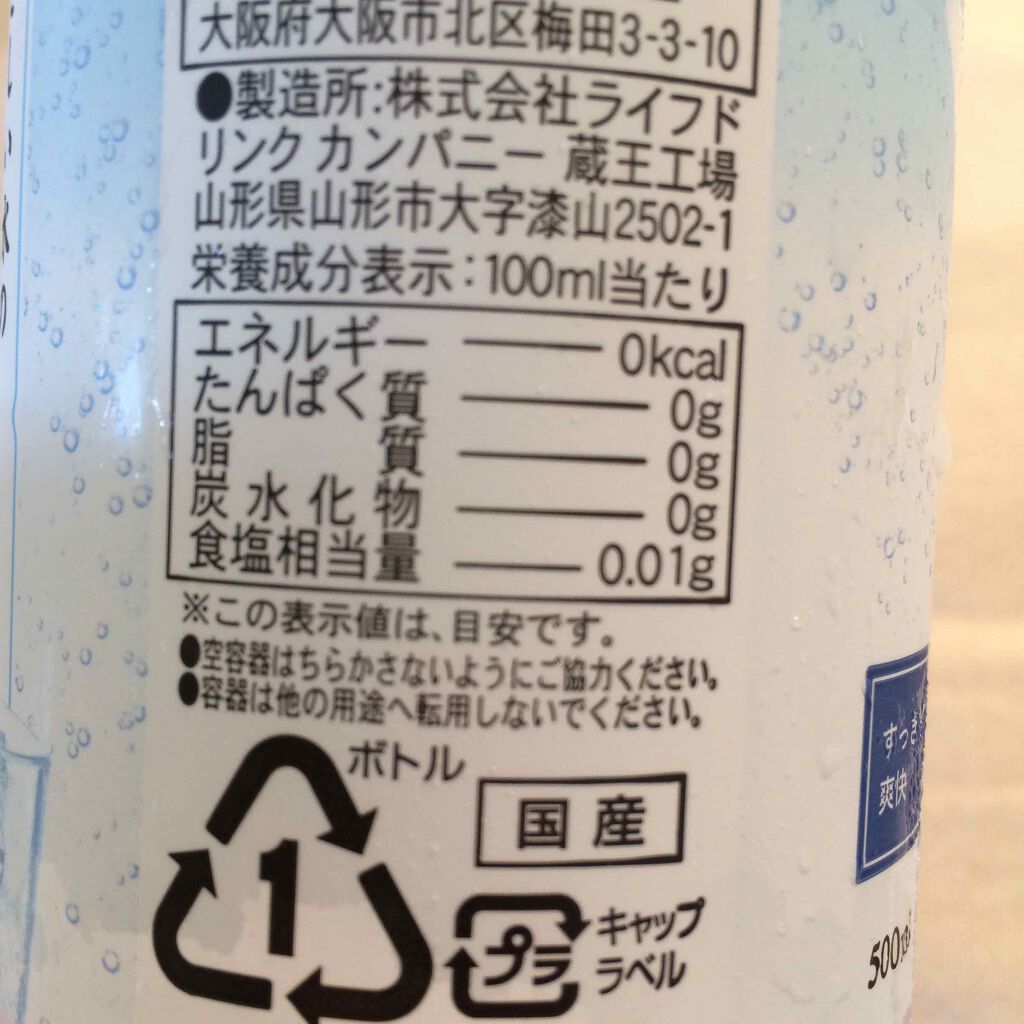 大阪府大阪市北区梅田3-3-10
●製造所:株式会社ライフド
リンク カンパニー 蔵王工場
山形県山形市大字漆山2502-1
栄養成分表示:100ml当たり
エネルギー 0kcal
たんぱく質 0g
脂質 0g
炭水化物 0g
食塩相当量 0.01g
※この表示値は、目安です。
●空容器はちらかさないようにご協力ください。
●容器は他の用途へ転用しないでください。
ボトル
1
国産
プラ
キャップ
ラベル
すっき
爽快
500ml